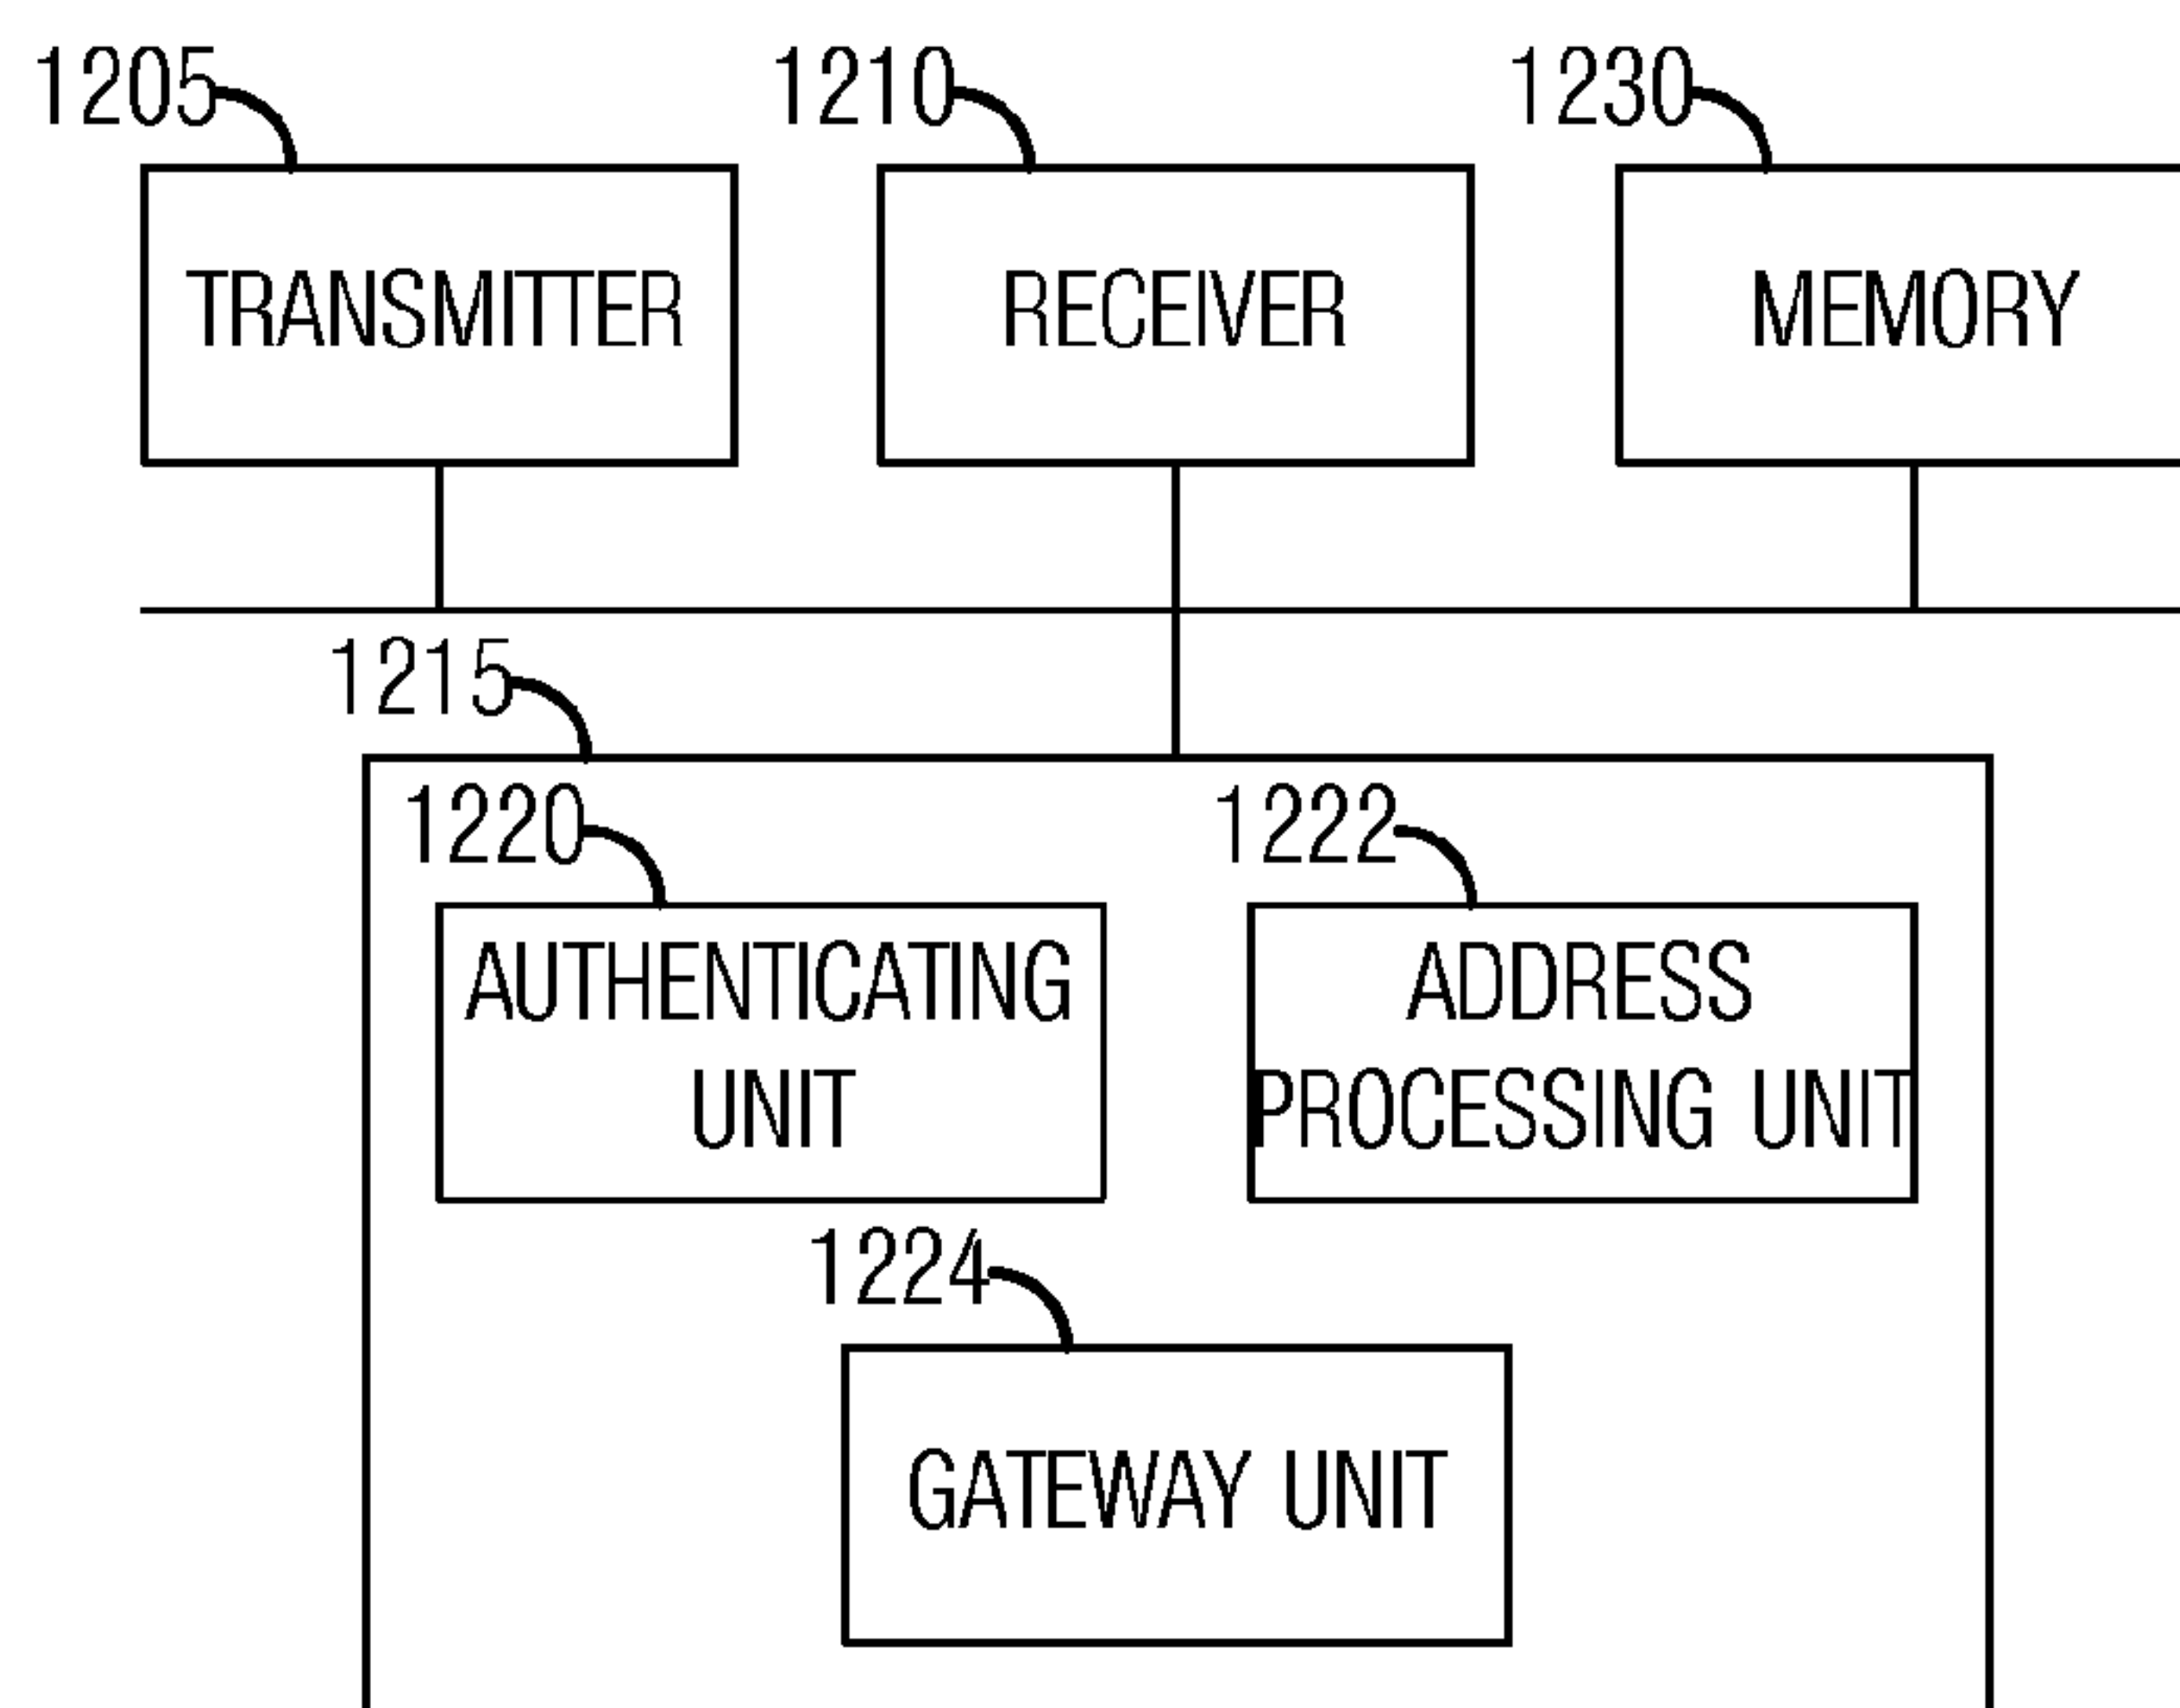 1205
1210
1230
TRANSMITTER
RECEIVER
MEMORY
1215
1220
1222
AUTHENTICATING
UNIT
ADDRESS
PROCESSING UNIT
1224
GATEWAY UNIT